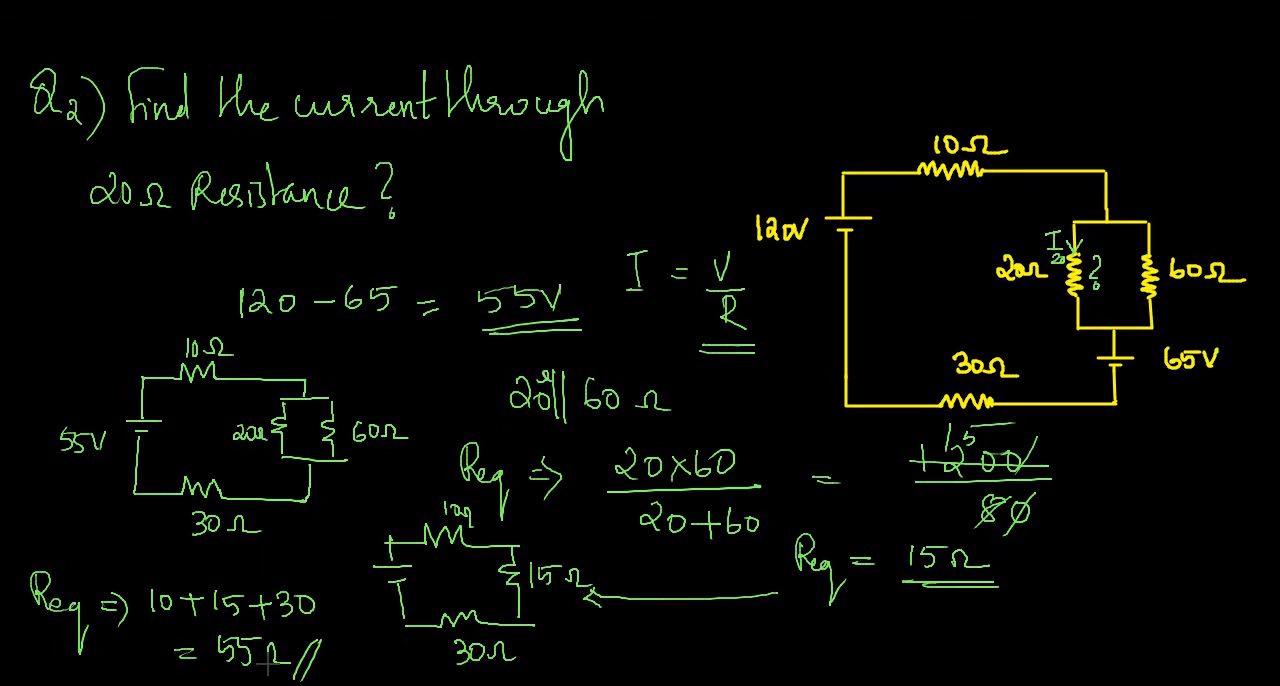 Q2) Find the current through
20Ω Resistance ?
120 - 65 = 55V
I = V/R
10Ω
120V
I20
20Ω
?
60Ω
65V
30Ω
10Ω
55V
20Ω
60Ω
30Ω
20Ω || 60Ω
Req => 20×60 / 20+60 = 1200 / 80
15
Req = 15Ω
10Ω
15Ω
30Ω
Req => 10+15+30
= 55Ω //